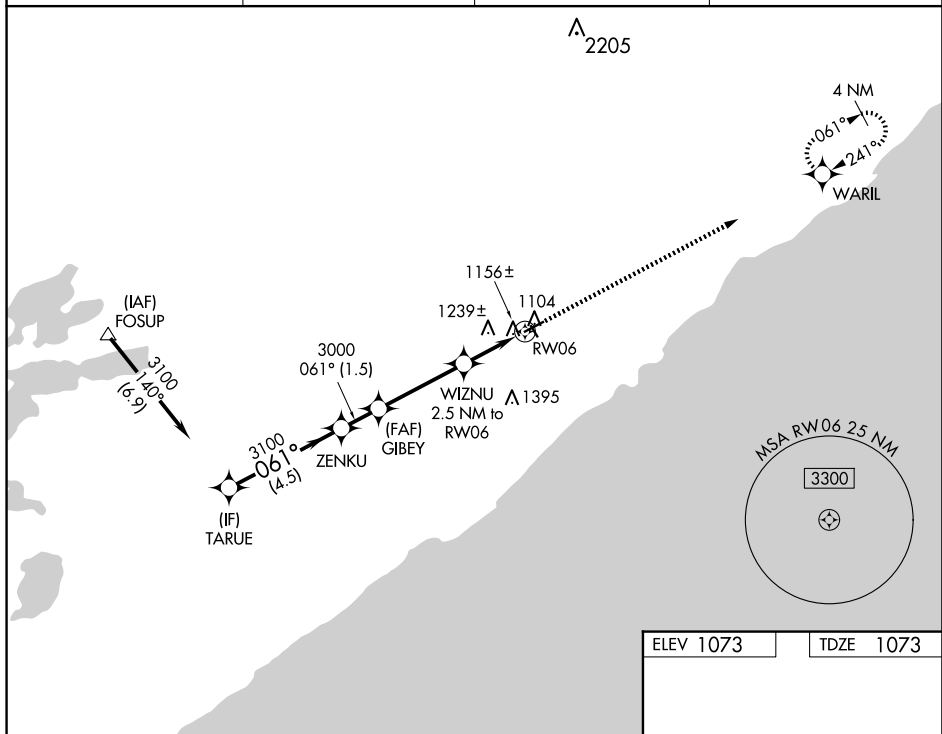 2205
4 NM
061°
241°
WARIL
1156±
1104
1239±
RW06
(IAF)
FOSUP
3100
140°
(6.9)
3000
061° (1.5)
WIZNU
2.5 NM to
RW06
1395
(FAF)
GIBEY
ZENKU
3100
061°
(4.5)
(IF)
TARUE
MSA RW06 25 NM
3300
ELEV 1073
TDZE 1073